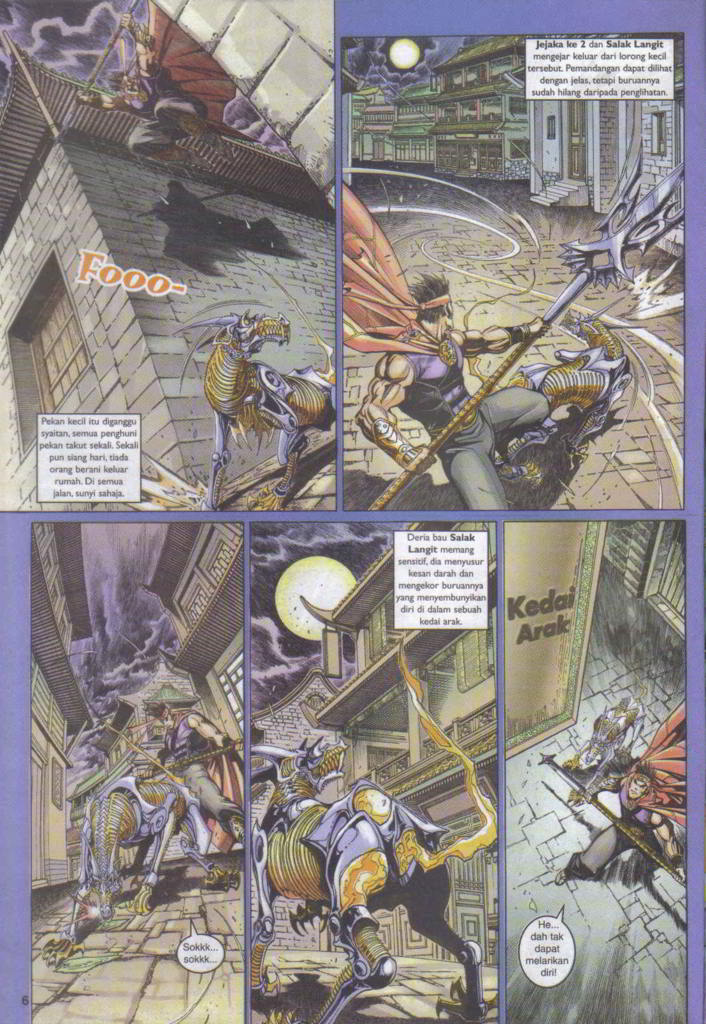 Fooo-
Pekan kecil itu diganggu
syaitan, semua penghuni
pekan takut sekali. Sekali
pun siang hari, tiada
orang berani keluar
rumah. Di semua
jalan, sunyi sahaja.
Jejaka ke 2 dan Salak Langit
mengejar keluar dari lorong kecil
tersebut. Pemandangan dapat dilihat
dengan jelas, tetapi buruannya
sudah hilang daripada penglihatan.
Sokkk...
sokkk...
Deria bau Salak
Langit memang
sensitif, dia menyusur
kesan darah dan
mengekor buruannya
yang menyembunyikan
diri di dalam sebuah
kedai arak.
Kedai
Arak
He...
dah tak
dapat
melarikan
diri!
6